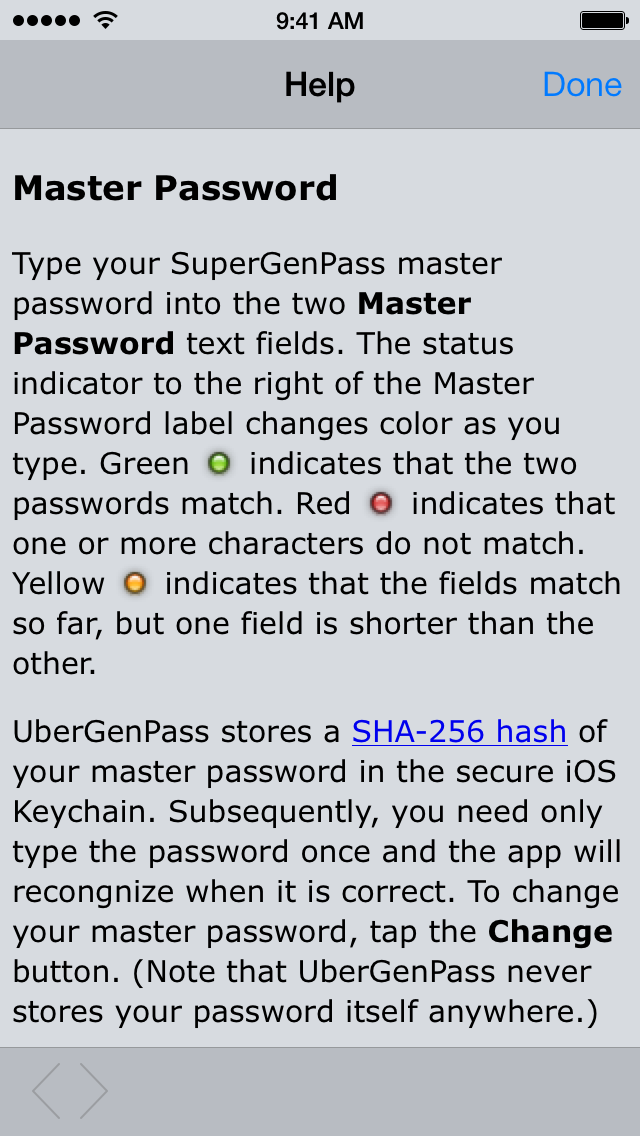 9:41 AM
Help
Done
Master Password
Type your SuperGenPass master
password into the two Master
Password text fields. The status
indicator to the right of the Master
Password label changes color as you
type. Green indicates that the two
passwords match. Red indicates that
one or more characters do not match.
Yellow indicates that the fields match
so far, but one field is shorter than the
other.
UberGenPass stores a SHA-256 hash of
your master password in the secure iOS
Keychain. Subsequently, you need only
type the password once and the app will
recongnize when it is correct. To change
your master password, tap the Change
button. (Note that UberGenPass never
stores your password itself anywhere.)